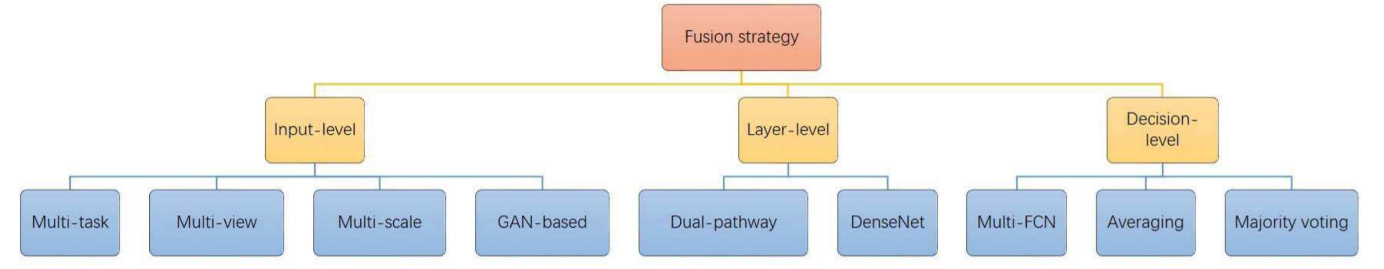 Fusion strategy
Input-level
Layer-level
Decision-
level
Multi-task
Multi-view
Multi-scale
GAN-based
Dual-pathway
DenseNet
Multi-FCN
Averaging
Majority voting